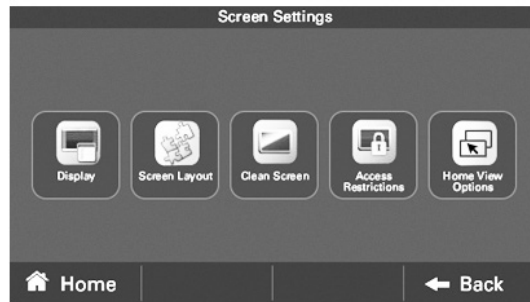 Screen Settings
Display
Screen Layout
Clean Screen
Access
Restrictions
Home View
Options
Home
Back